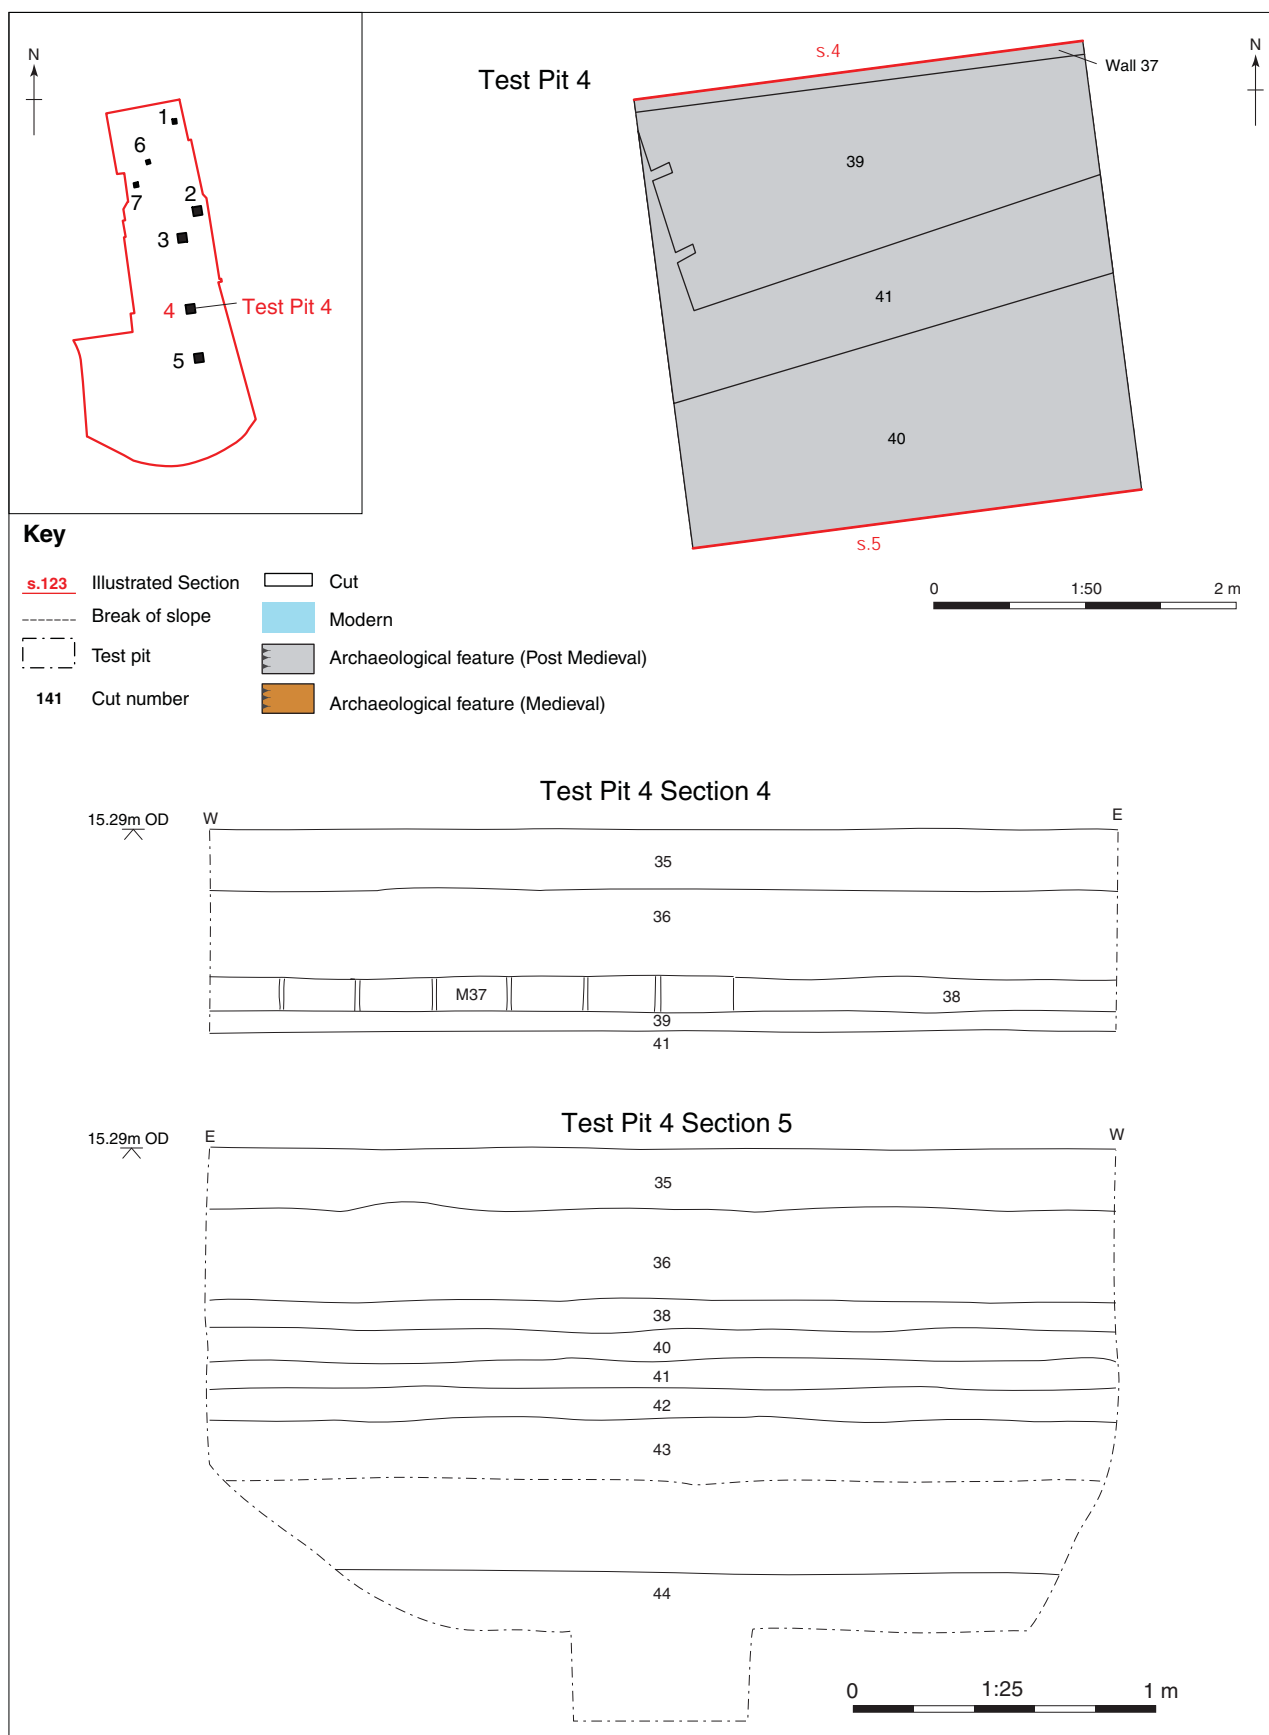 N
1
6
7
2
3
4
Test Pit 4
5
Test Pit 4
s.4
Wall 37
N
39
41
40
s.5
0 1:50 2 m
Key
s.123 Illustrated Section
Break of slope
Test pit
141 Cut number
Cut
Modern
Archaeological feature (Post Medieval)
Archaeological feature (Medieval)
Test Pit 4 Section 4
15.29m OD
W
E
35
36
M37
38
39
41
Test Pit 4 Section 5
15.29m OD
E
W
35
36
38
40
41
42
43
44
0 1:25 1 m